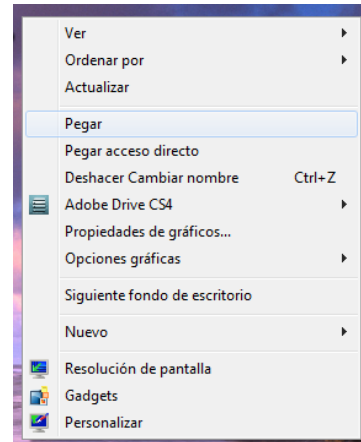 Ver
Ordenar por
Actualizar
Pegar
Pegar acceso directo
Deshacer Cambiar nombre Ctrl+Z
Adobe Drive CS4
Propiedades de gráficos...
Opciones gráficas
Siguiente fondo de escritorio
Nuevo
Resolución de pantalla
Gadgets
Personalizar